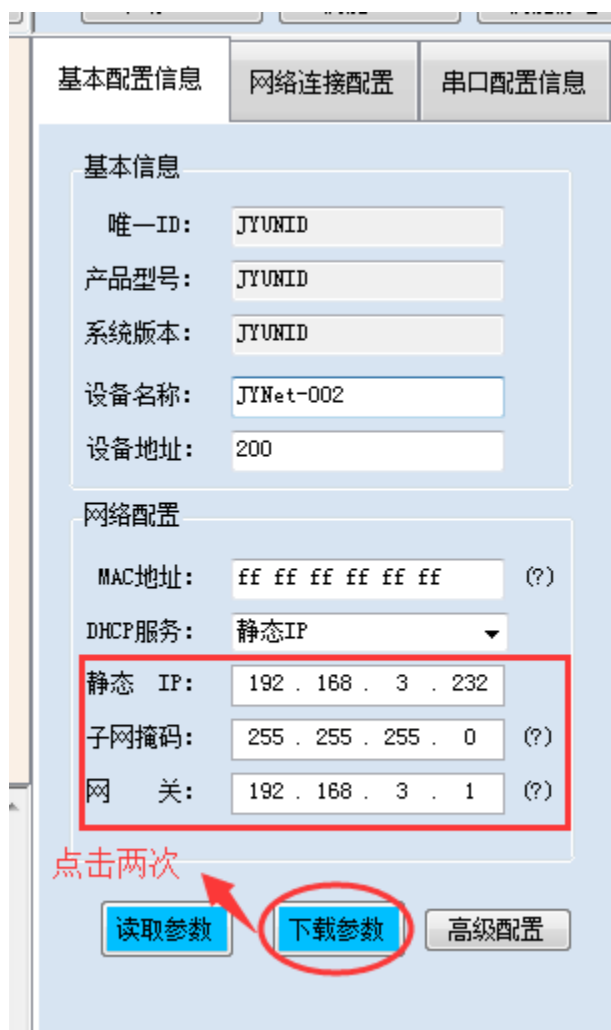 基本配置信息 网络连接配置 串口配置信息
基本信息
唯一ID: JYUNID
产品型号: JYUNID
系统版本: JYUNID
设备名称: JYNet-002
设备地址: 200
网络配置
MAC地址: ff ff ff ff ff ff (?)
DHCP服务: 静态IP
静态 IP: 192 . 168 . 3 . 232
子网掩码: 255 . 255 . 255 . 0 (?)
网 关: 192 . 168 . 3 . 1 (?)
点击两次
读取参数 下载参数 高级配置